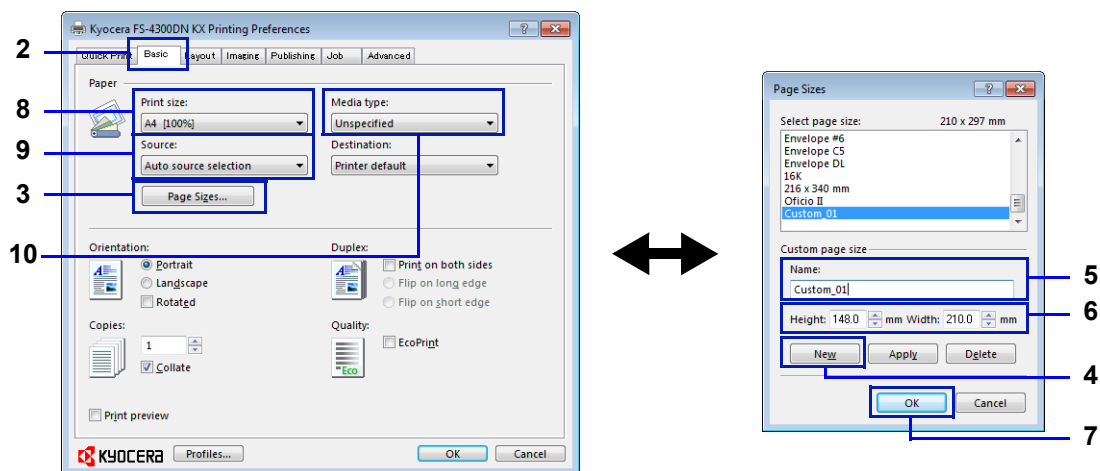 Kyocera FS-4300DN KX Printing Preferences
2
Quick Print Basic Layout Imaging Publishing Job Advanced
Paper
8
Print size:
Media type:
A4 [100%]
Unspecified
9
Source:
Destination:
Auto source selection
Printer default
3
Page Sizes...
10
Orientation:
Duplex:
Portrait
Print on both sides
Landscape
Flip on long edge
Rotated
Flip on short edge
Copies:
Quality:
1
EcoPrint
Collate
Eco
Print preview
KYOCERA Profiles... OK Cancel
Page Sizes
Select page size: 210 x 297 mm
Envelope #6
Envelope C5
Envelope DL
16K
216 x 340 mm
Oficio II
Custom_01
Custom page size
Name:
5
Custom_01
Height: 148.0 mm Width: 210.0 mm
6
New Apply Delete
4
OK Cancel
7